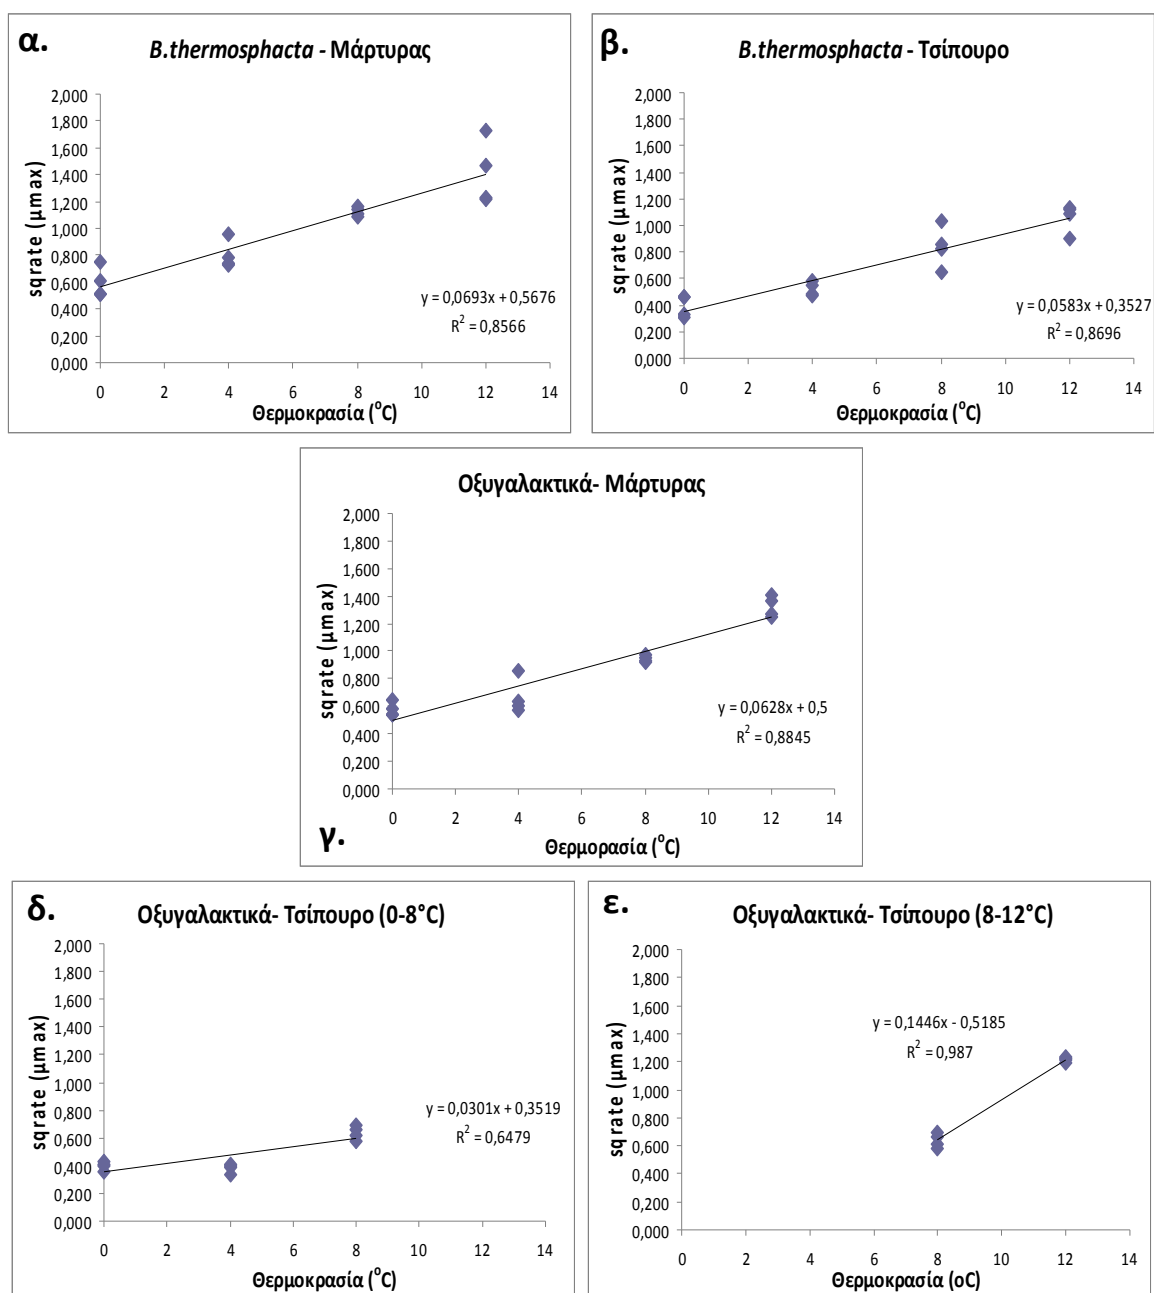 α.
B.thermosphacta - Μάρτυρας
2,000
1,800
1,600
1,400
1,200
1,000
0,800
0,600
0,400
0,200
0,000
sqrate (μmax)
y = 0,0693x + 0,5676
R² = 0,8566
0 2 4 6 8 10 12 14
Θερμοκρασία (°C)
β.
B.thermosphacta - Τσίπουρο
2,000
1,800
1,600
1,400
1,200
1,000
0,800
0,600
0,400
0,200
0,000
sqrate (μmax)
y = 0,0583x + 0,3527
R² = 0,8696
0 2 4 6 8 10 12 14
Θερμοκρασία (°C)
Οξυγαλακτικά- Μάρτυρας
2,000
1,800
1,600
1,400
1,200
1,000
0,800
0,600
0,400
0,200
0,000
sqrate (μmax)
y = 0,0628x + 0,5
R² = 0,8845
0 2 4 6 8 10 12 14
γ.
Θερμορασία (°C)
δ.
Οξυγαλακτικά- Τσίπουρο (0-8°C)
2,000
1,800
1,600
1,400
1,200
1,000
0,800
0,600
0,400
0,200
0,000
sqrate (μmax)
y = 0,0301x + 0,3519
R² = 0,6479
0 2 4 6 8 10 12 14
Θερμοκρασία (°C)
ε.
Οξυγαλακτικά- Τσίπουρο (8-12°C)
2,000
1,800
1,600
1,400
1,200
1,000
0,800
0,600
0,400
0,200
0,000
sqrate (μmax)
y = 0,1446x - 0,5185
R² = 0,987
0 2 4 6 8 10 12 14
Θερμοκρασία (oC)